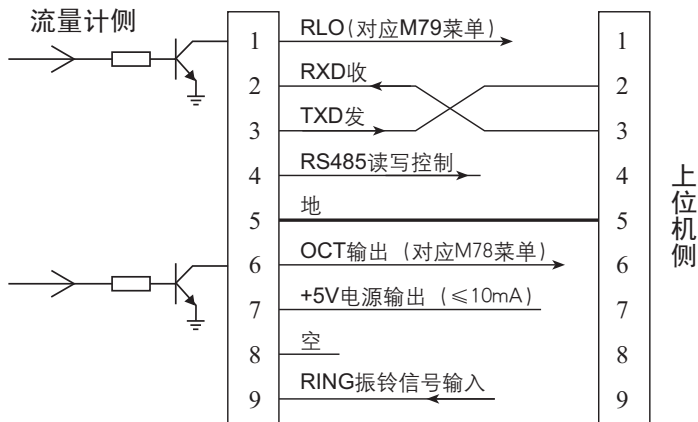 流量计侧
1 RLO(对应M79菜单) 1
2 RXD收 2
3 TXD发 3
4 RS485读写控制 4
5 地 5
6 OCT输出 (对应M78菜单) 6
7 +5V电源输出 (≤10mA) 7
8 空 8
9 RING振铃信号输入 9
上位机侧